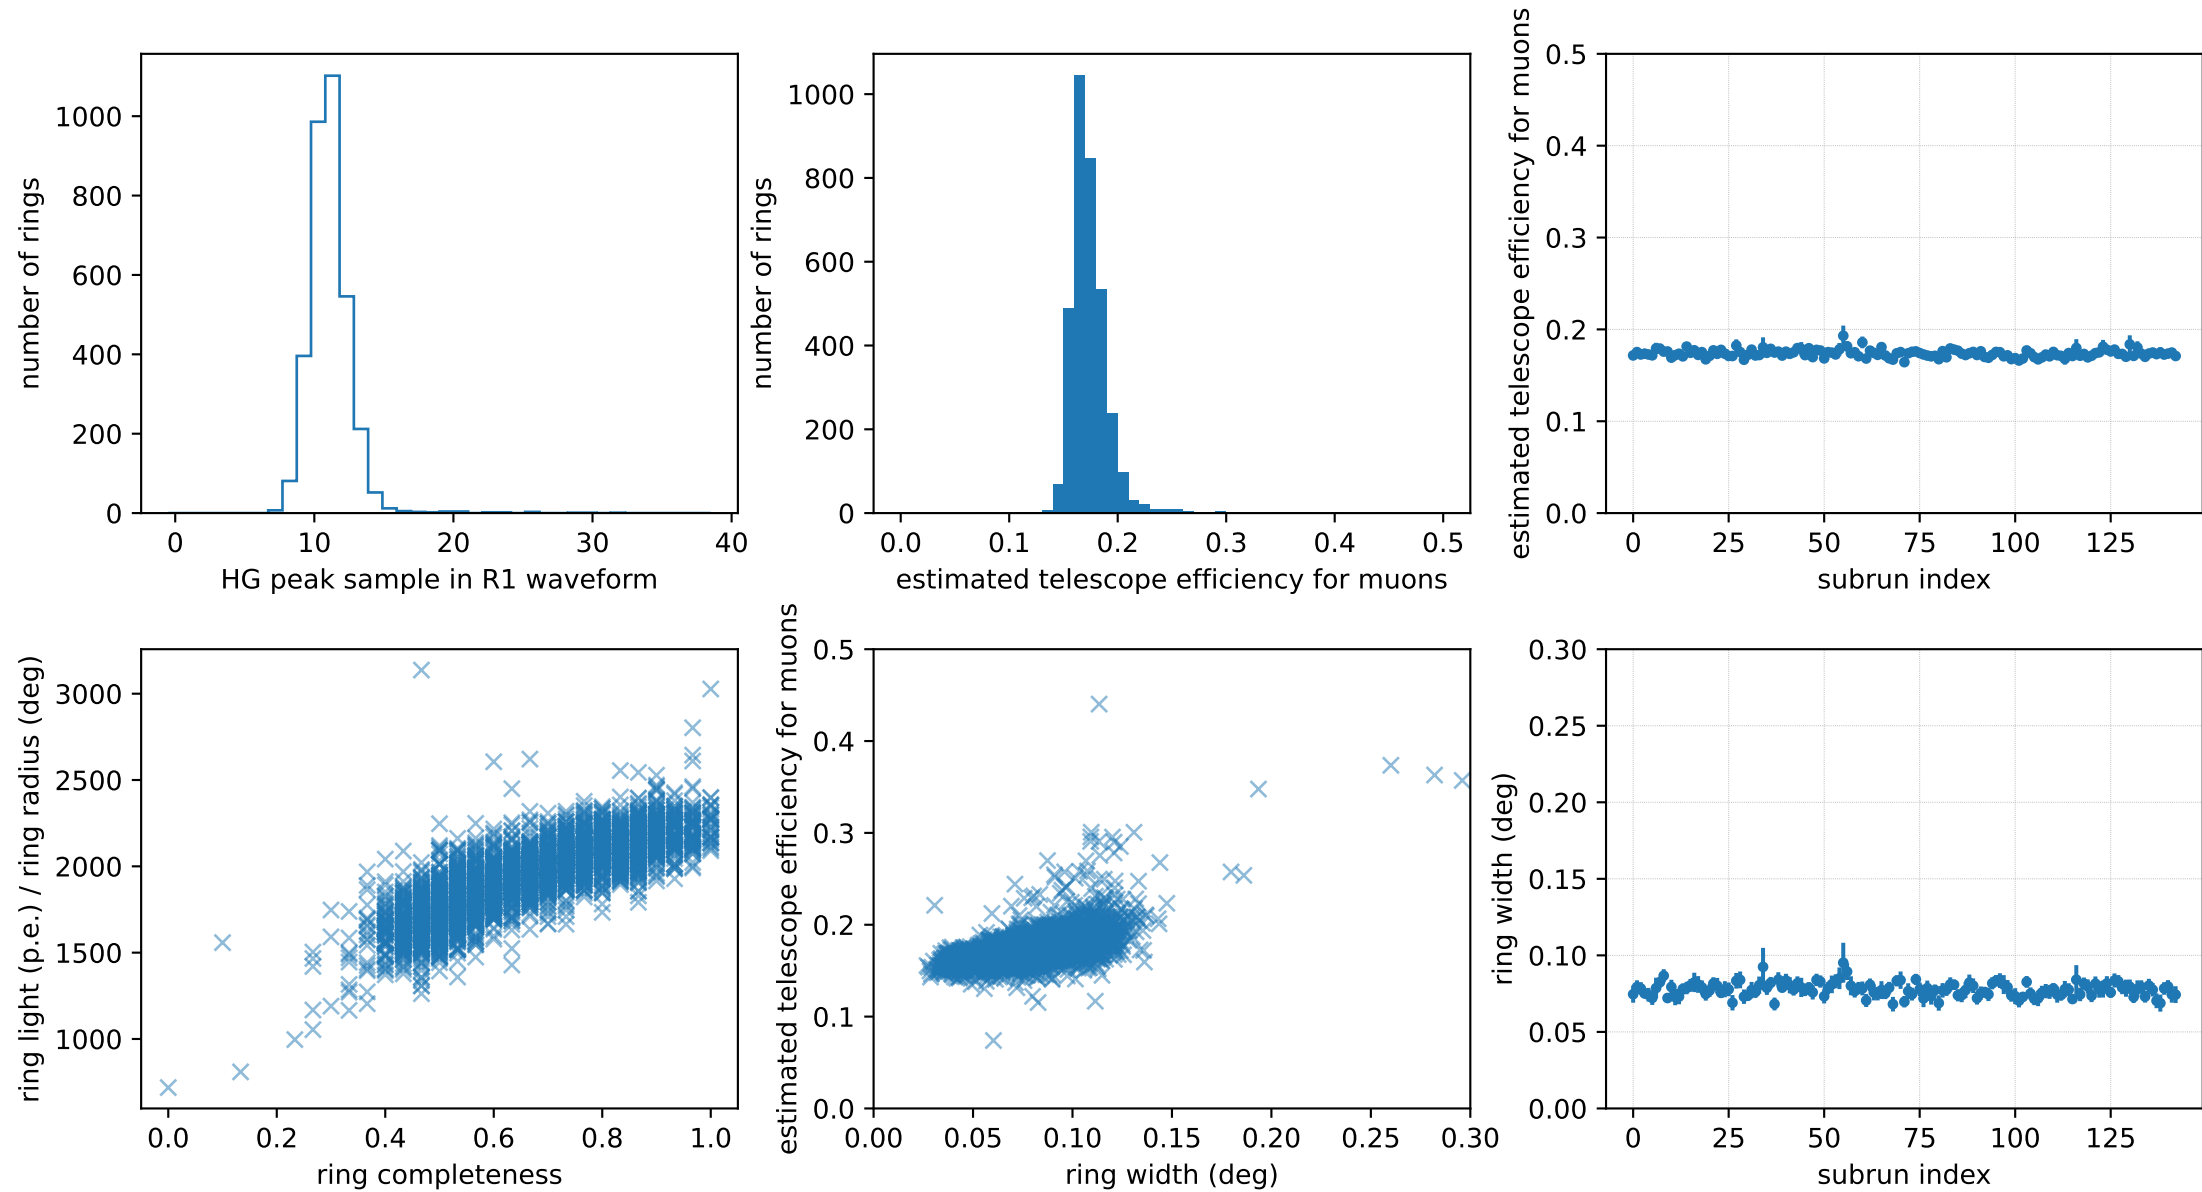 number of rings
1000
800
600
400
200
0
0 10 20 30 40
HG peak sample in R1 waveform
number of rings
1000
800
600
400
200
0
0.0 0.1 0.2 0.3 0.4 0.5
estimated telescope efficiency for muons
estimated telescope efficiency for muons
0.5
0.4
0.3
0.2
0.1
0.0
0 25 50 75 100 125
subrun index
ring light (p.e.) / ring radius (deg)
3000
2500
2000
1500
1000
0.0 0.2 0.4 0.6 0.8 1.0
ring completeness
estimated telescope efficiency for muons
0.5
0.4
0.3
0.2
0.1
0.0
0.00 0.05 0.10 0.15 0.20 0.25 0.30
ring width (deg)
ring width (deg)
0.30
0.25
0.20
0.15
0.10
0.05
0.00
0 25 50 75 100 125
subrun index